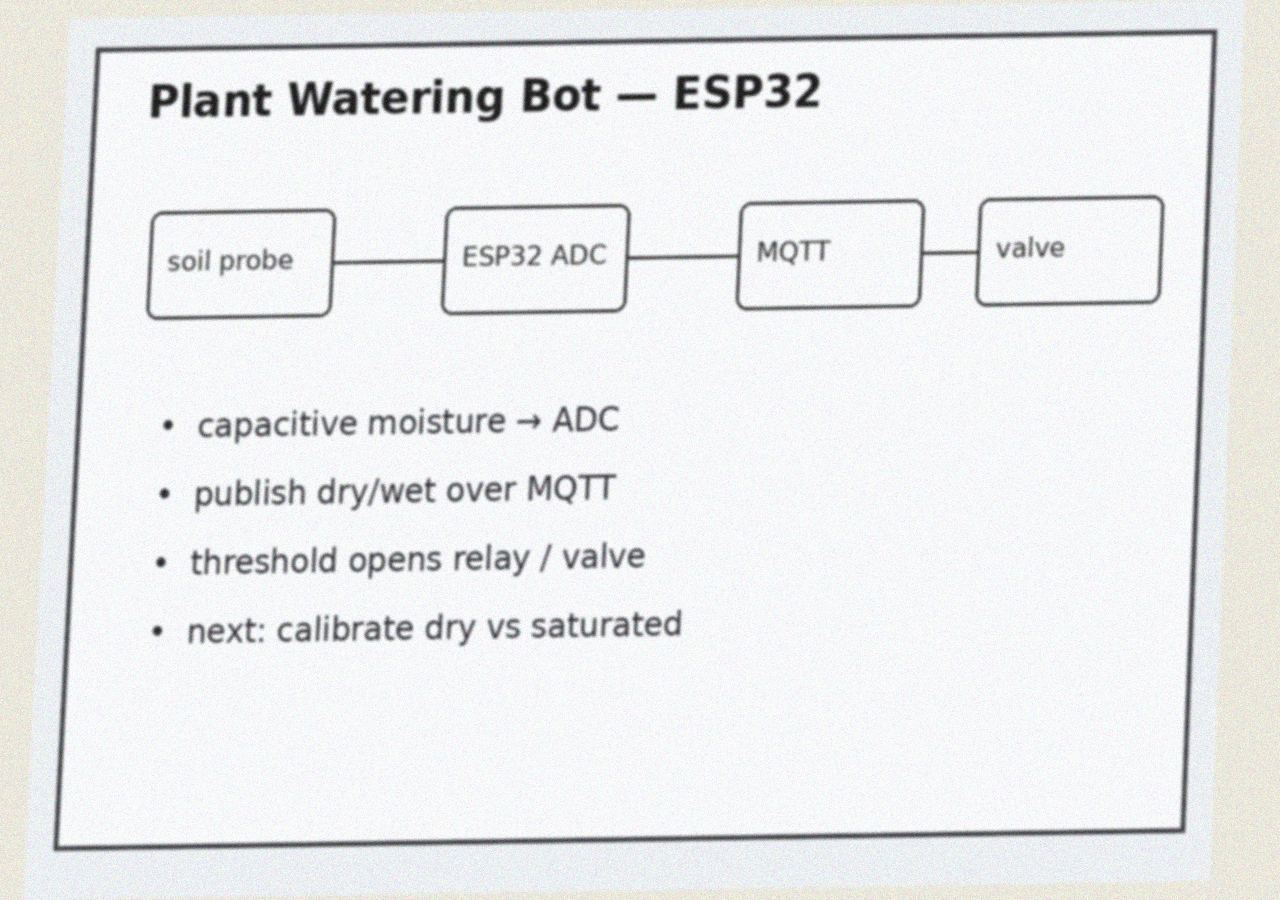 Plant Watering Bot — ESP32
soil probe
ESP32 ADC
MQTT
valve
• capacitive moisture → ADC
• publish dry/wet over MQTT
• threshold opens relay / valve
• next: calibrate dry vs saturated